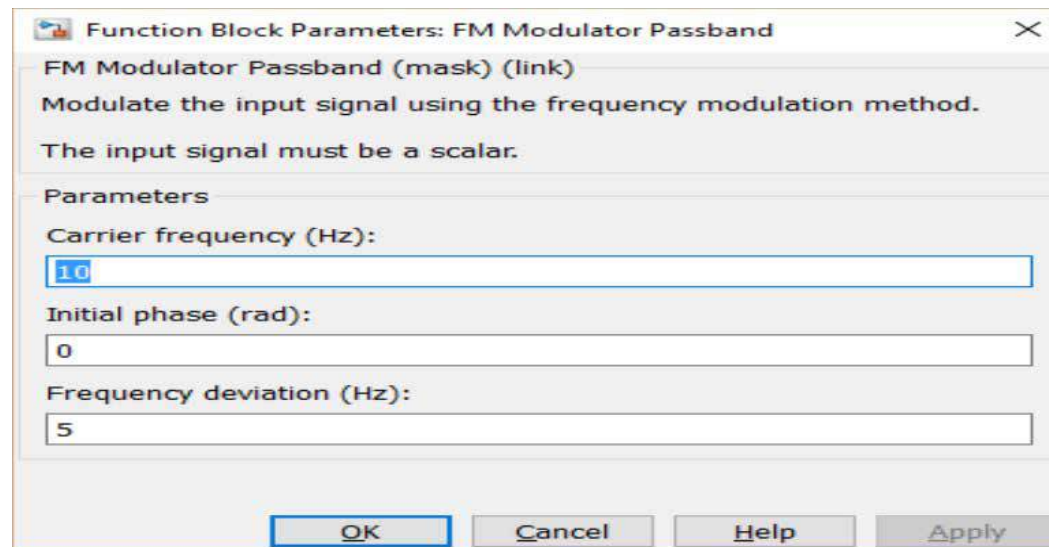 Function Block Parameters: FM Modulator Passband
FM Modulator Passband (mask) (link)
Modulate the input signal using the frequency modulation method.
The input signal must be a scalar.
Parameters
Carrier frequency (Hz):
10
Initial phase (rad):
0
Frequency deviation (Hz):
5
OK Cancel Help Apply